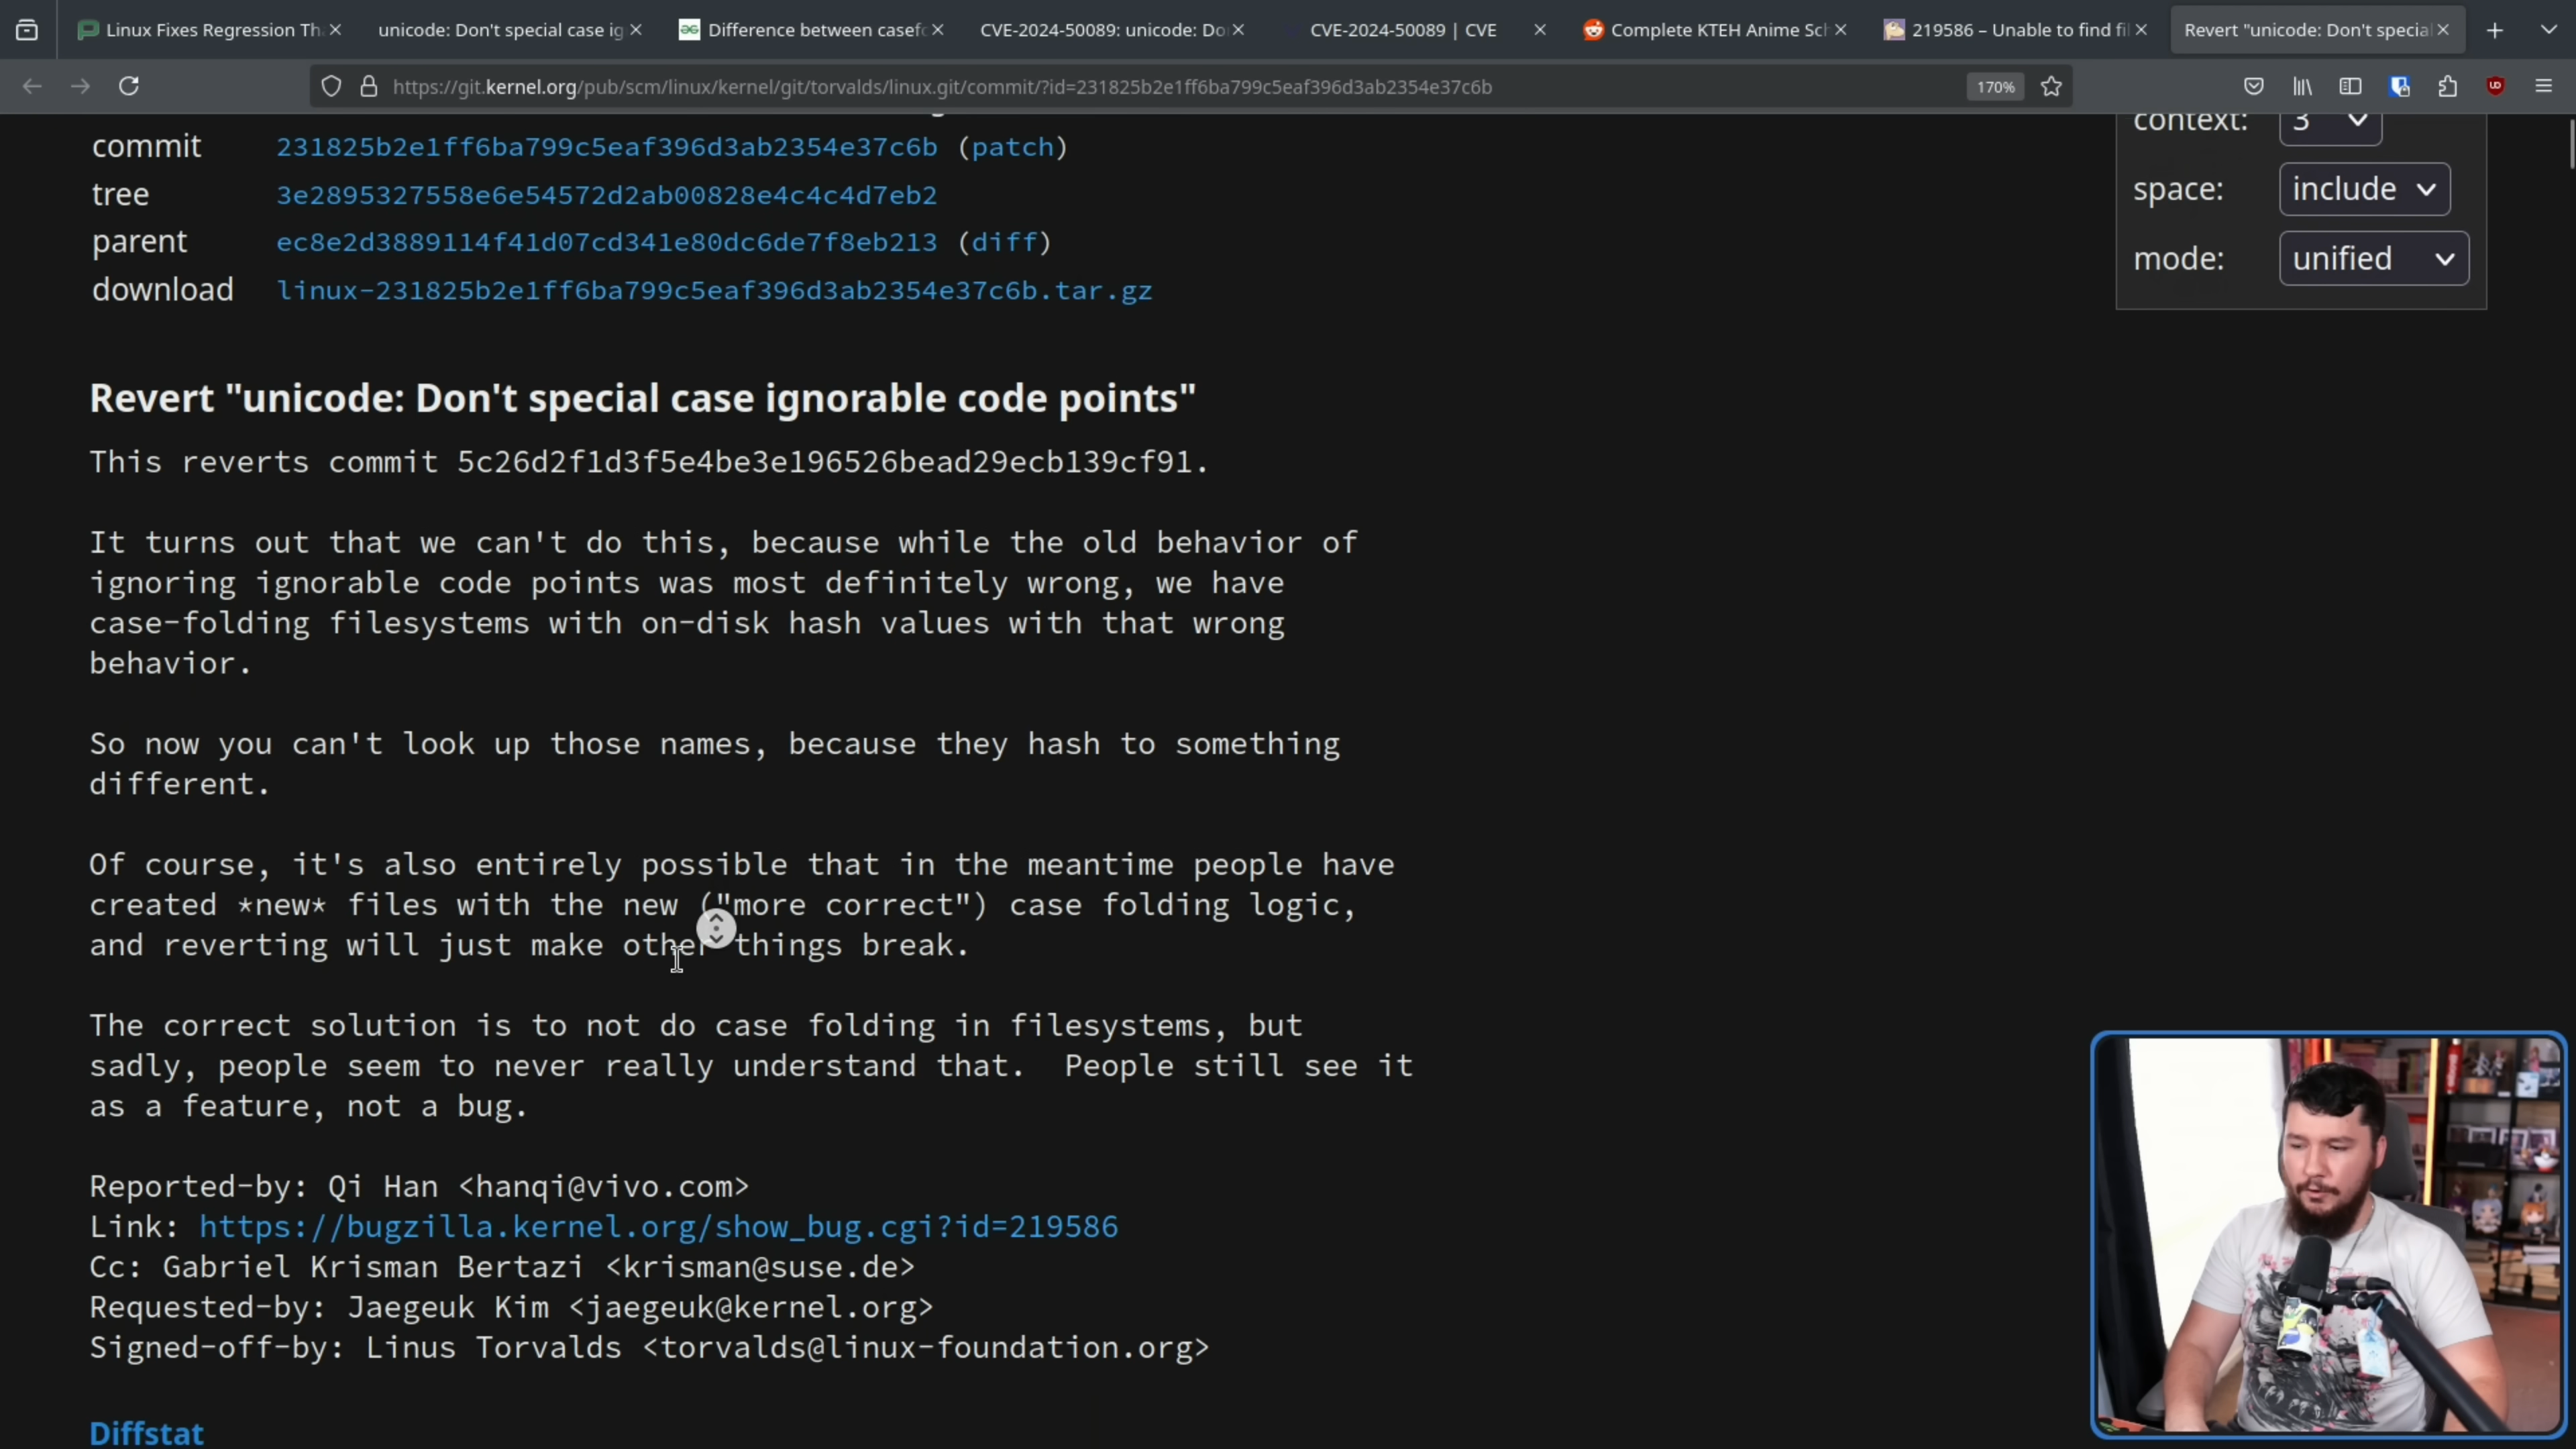 Linux Fixes Regression Th
unicode: Don't special case ig
Difference between casefo
CVE-2024-50089: unicode: Do
CVE-2024-50089 | CVE
Complete KTEH Anime Sch
219586 – Unable to find fil
Revert "unicode: Don't special
https://git.kernel.org/pub/scm/linux/kernel/git/torvalds/linux.git/commit/?id=231825b2e1ff6ba799c5eaf396d3ab2354e37c6b
170%
context: 3
space: include
mode: unified
commit 231825b2e1ff6ba799c5eaf396d3ab2354e37c6b (patch)
tree 3e2895327558e6e54572d2ab00828e4c4c4d7eb2
parent ec8e2d3889114f41d07cd341e80dc6de7f8eb213 (diff)
download linux-231825b2e1ff6ba799c5eaf396d3ab2354e37c6b.tar.gz
Revert "unicode: Don't special case ignorable code points"
This reverts commit 5c26d2f1d3f5e4be3e196526bead29ecb139cf91.
It turns out that we can't do this, because while the old behavior of
ignoring ignorable code points was most definitely wrong, we have
case-folding filesystems with on-disk hash values with that wrong
behavior.
So now you can't look up those names, because they hash to something
different.
Of course, it's also entirely possible that in the meantime people have
created *new* files with the new ("more correct") case folding logic,
and reverting will just make other things break.
The correct solution is to not do case folding in filesystems, but
sadly, people seem to never really understand that.  People still see it
as a feature, not a bug.
Reported-by: Qi Han <hanqi@vivo.com>
Link: https://bugzilla.kernel.org/show_bug.cgi?id=219586
Cc: Gabriel Krisman Bertazi <krisman@suse.de>
Requested-by: Jaegeuk Kim <jaegeuk@kernel.org>
Signed-off-by: Linus Torvalds <torvalds@linux-foundation.org>
Diffstat